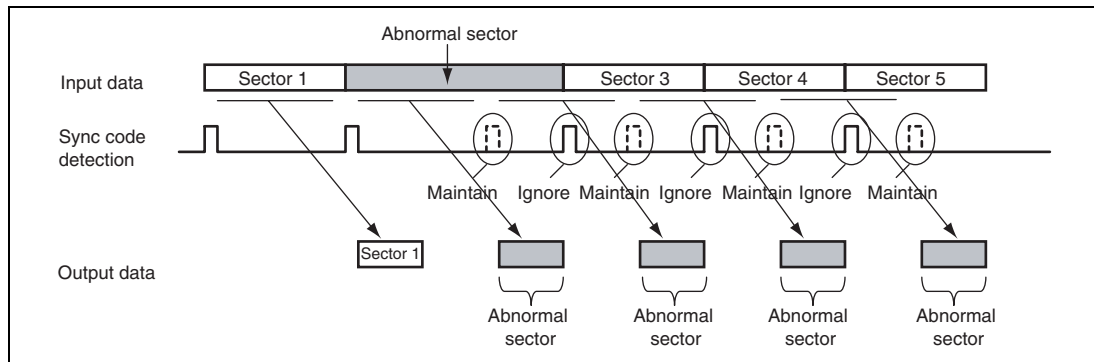 Abnormal sector
Input data
Sector 1
Sector 3
Sector 4
Sector 5
Sync code
detection
Maintain
Ignore
Maintain
Ignore
Maintain
Ignore
Maintain
Output data
Sector 1
Abnormal
sector
Abnormal
sector
Abnormal
sector
Abnormal
sector